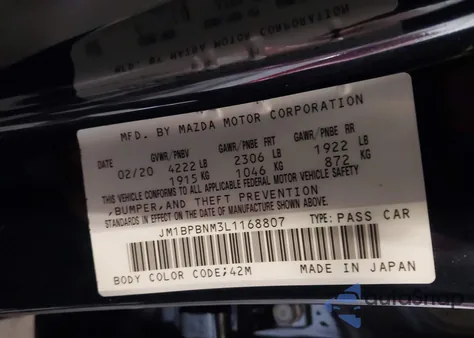 MFD. BY MAZDA MOTOR CORPORATION
DATE GVWR/PNBV GAWR/PNBE FRT GAWR/PNBE RR
02/20 4222 LB 2306 LB 1922 LB
1915 KG 1046 KG 872 KG
THIS VEHICLE CONFORMS TO ALL APPLICABLE FEDERAL MOTOR VEHICLE SAFETY
,BUMPER,AND THEFT PREVENTION
STANDARDS IN EFFECT ON THE DATE OF MANUFACTURE SHOWN ABOVE.
JM1BPBNM3L1168807 TYPE: PASS CAR
BODY COLOR CODE;42M MADE IN JAPAN
autosnap